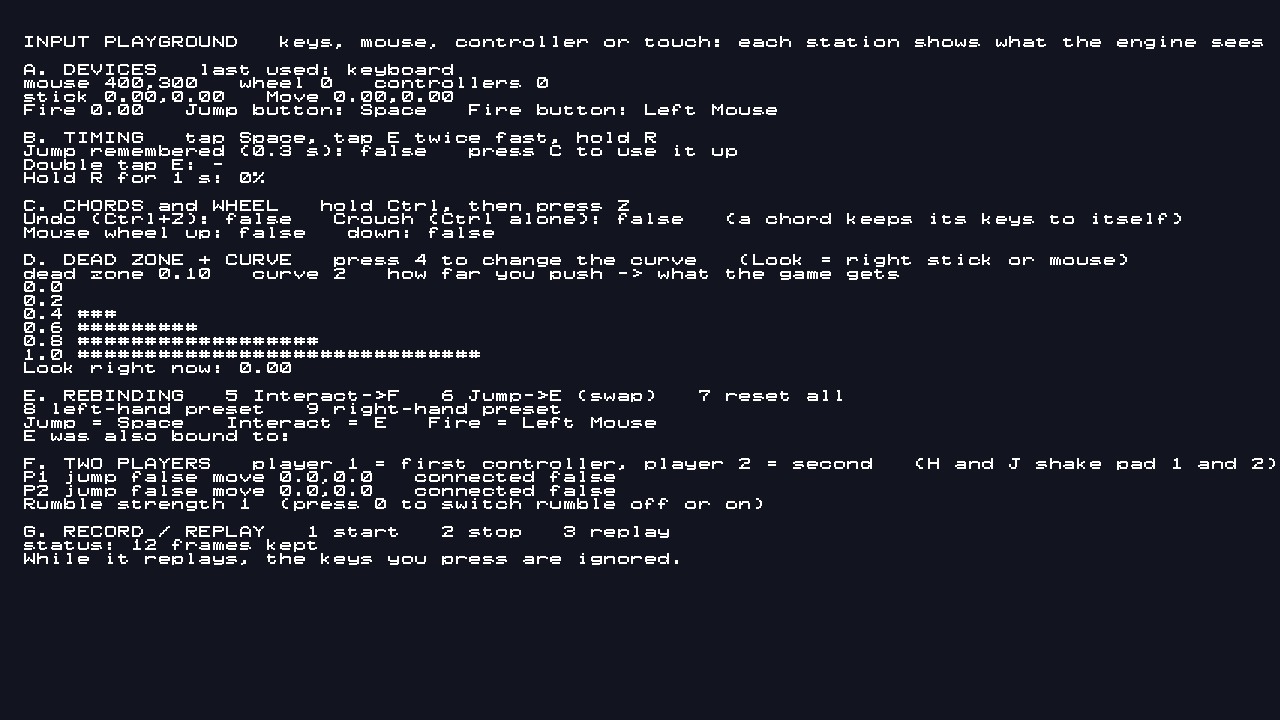 INPUT PLAYGROUND   keys, mouse, controller or touch: each station shows what the engine sees
A. DEVICES   last used: keyboard
mouse 400,300   wheel 0   controllers 0
stick 0.00,0.00   Move 0.00,0.00
Fire 0.00   Jump button: Space   Fire button: Left Mouse
B. TIMING   tap Space, tap E twice fast, hold R
Jump remembered (0.3 s): false   press C to use it up
Double tap E: -
Hold R for 1 s: 0%
C. CHORDS and WHEEL   hold Ctrl, then press Z
Undo (Ctrl+Z): false   Crouch (Ctrl alone): false   (a chord keeps its keys to itself)
Mouse wheel up: false   down: false
D. DEAD ZONE + CURVE   press 4 to change the curve   (Look = right stick or mouse)
dead zone 0.10   curve 2   how far you push -> what the game gets
0.0
0.2
0.4 ###
0.6 #########
0.8 ##################
1.0 ##############################
Look right now: 0.00
E. REBINDING   5 Interact->F   6 Jump->E (swap)   7 reset all
8 left-hand preset   9 right-hand preset
Jump = Space   Interact = E   Fire = Left Mouse
E was also bound to:
F. TWO PLAYERS   player 1 = first controller, player 2 = second   (H and J shake pad 1 and 2)
P1 jump false move 0.0,0.0   connected false
P2 jump false move 0.0,0.0   connected false
Rumble strength 1  (press 0 to switch rumble off or on)
G. RECORD / REPLAY   1 start   2 stop   3 replay
status: 12 frames kept
While it replays, the keys you press are ignored.